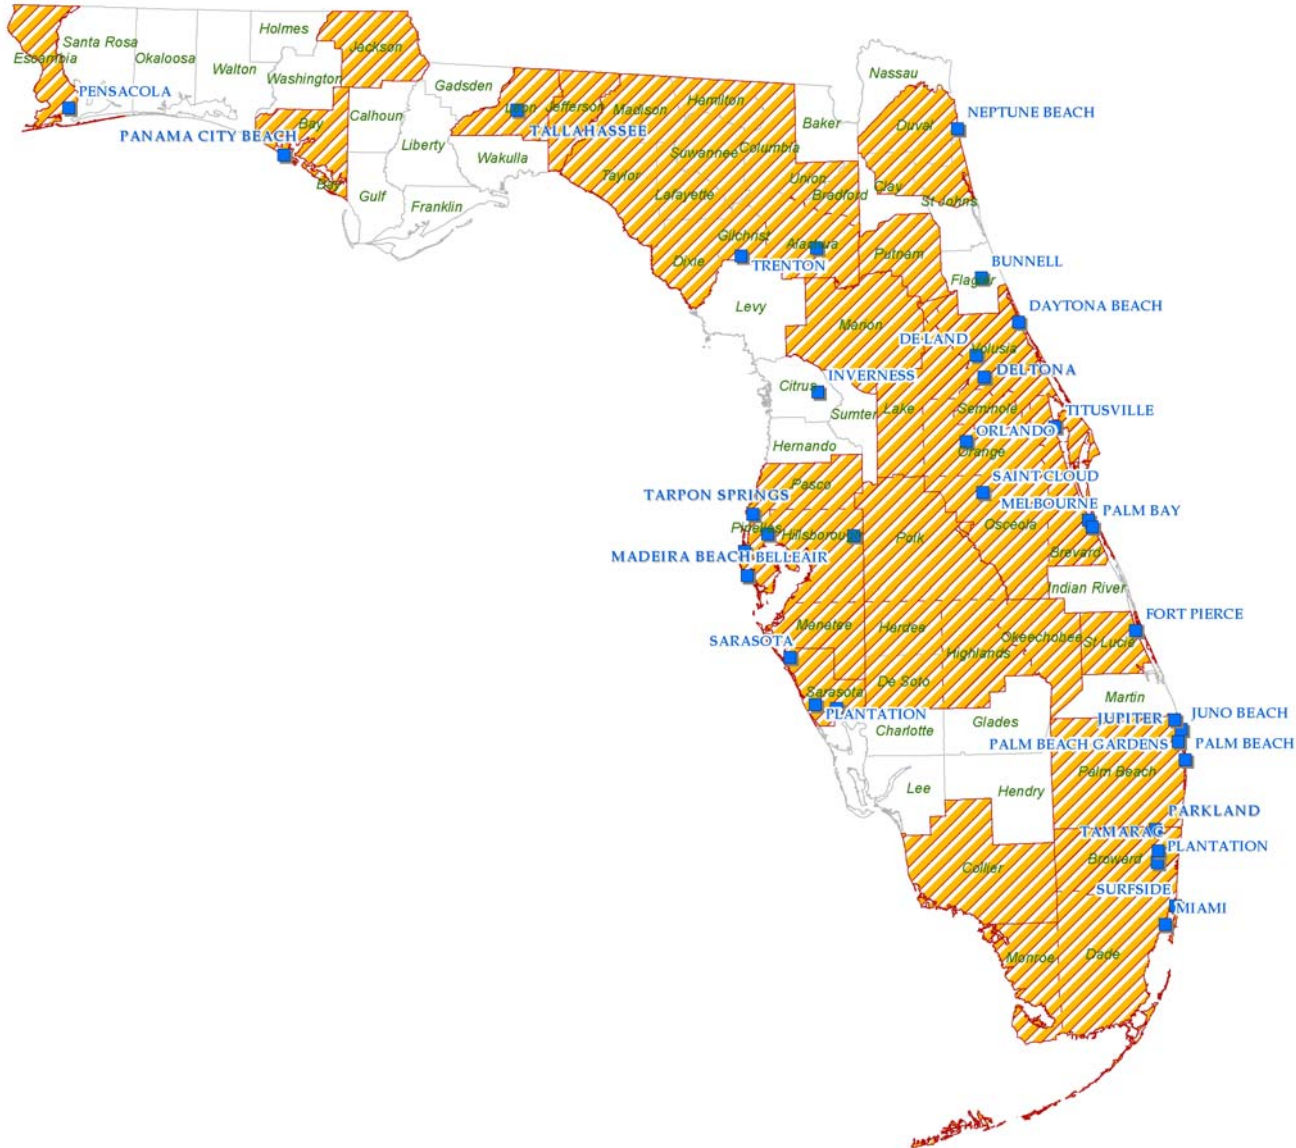 Holmes
Santa Rosa
Okaloosa
Walton
Washington
Jackson
Escambia
PENSACOLA
Gadsden
Leon
Jefferson
Madison
Hamilton
Nassau
Calhoun
Bay
PANAMA CITY BEACH
TALLAHASSEE
Liberty
Wakulla
Suwannee
Columbia
Baker
Duval
NEPTUNE BEACH
Bay
Gulf
Franklin
Taylor
Lafayette
Union
Bradford
Clay
St Johns
Gilchrist
Alachua
Dixie
TRENTON
Putnam
BUNNELL
Flagler
Levy
Marion
DAYTONA BEACH
DE LAND
Volusia
INVERNESS
DELTONA
Citrus
Sumter
Lake
Seminole
TITUSVILLE
ORLANDO
Orange
Hernando
Pasco
SAINT CLOUD
TARPON SPRINGS
MELBOURNE
PALM BAY
Pinellas
Hillsborough
Polk
Osceola
Brevard
MADEIRA BEACH
BELLEAIR
Indian River
FORT PIERCE
Manatee
Hardee
Okeechobee
St Lucie
SARASOTA
Highlands
De Soto
Sarasota
Martin
PLANTATION
Charlotte
Glades
JUPITER
JUNO BEACH
PALM BEACH GARDENS
PALM BEACH
Palm Beach
Lee
Hendry
PARKLAND
TAMARAC
PLANTATION
Broward
Collier
SURFSIDE
MIAMI
Monroe
Dade